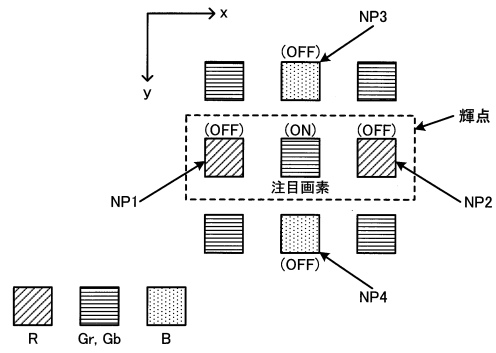 x
y
NP3
(OFF)
輝点
(OFF) (ON) (OFF)
注目画素
NP1
NP2
(OFF)
NP4
R Gr, Gb B